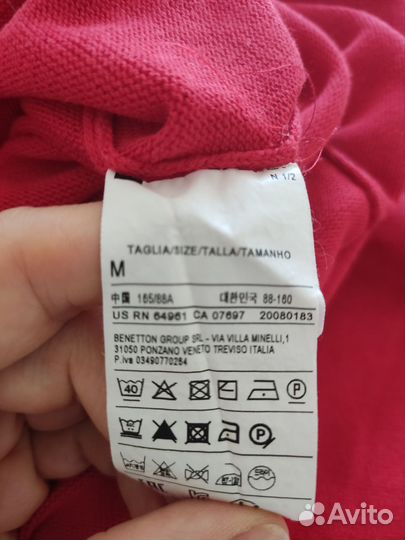 N 1/2
TAGLIA/SIZE/TALLA/TAMANHO
M
中国 165/88A 대한민국 88-160
US RN 64961 CA 07697 20080183
BENETTON GROUP SRL - VIA VILLA MINELLI,1
31050 PONZANO VENETO TREVISO ITALIA
P.iva 03490770264
40 P
P
Avito